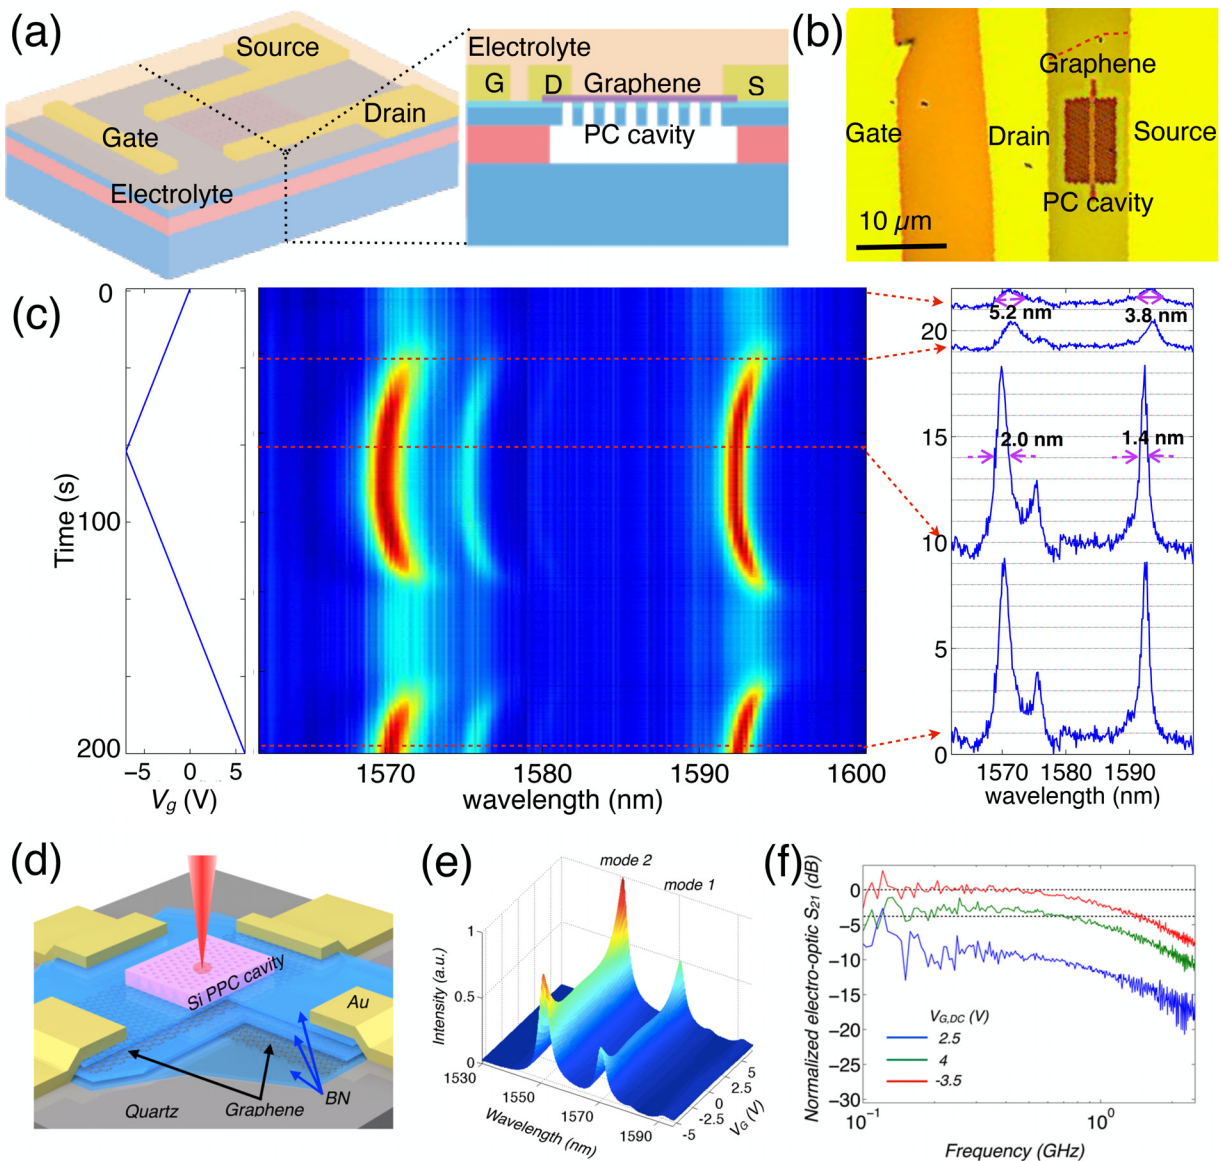 (a)
Source
Drain
Gate
Electrolyte
Electrolyte
G
D
Graphene
S
PC cavity
(b)
Graphene
Gate
Drain
Source
PC cavity
10 μm
(c)
0
100
200
Time (s)
−5
0
5
Vg (V)
1570
1580
1590
1600
wavelength (nm)
5.2 nm
3.8 nm
20
2.0 nm
1.4 nm
15
10
5
0
1570
1580
1590
wavelength (nm)
(d)
Si PPC cavity
Au
BN
Graphene
Quartz
(e)
mode 2
mode 1
1
0.5
0
Intensity (a.u.)
1530
1550
1570
1590
Wavelength (nm)
5
2.5
0
-2.5
-5
VG (V)
(f)
0
−5
−10
−15
−20
−25
−30
Normalized electro-optic S21 (dB)
VG,DC (V)
2.5
4
-3.5
10⁻¹
10⁰
Frequency (GHz)